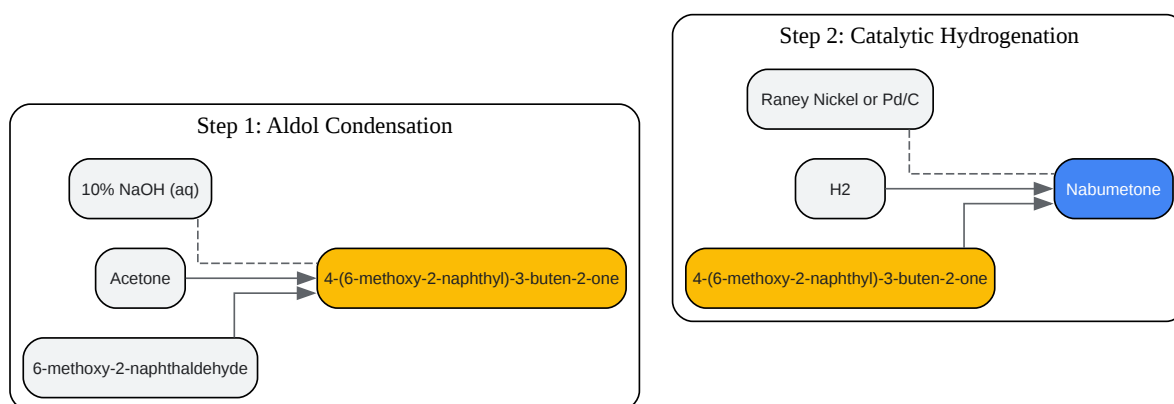 Step 1: Aldol Condensation
10% NaOH (aq)
Acetone
4-(6-methoxy-2-naphthyl)-3-buten-2-one
6-methoxy-2-naphthaldehyde
Step 2: Catalytic Hydrogenation
Raney Nickel or Pd/C
H2
Nabumetone
4-(6-methoxy-2-naphthyl)-3-buten-2-one